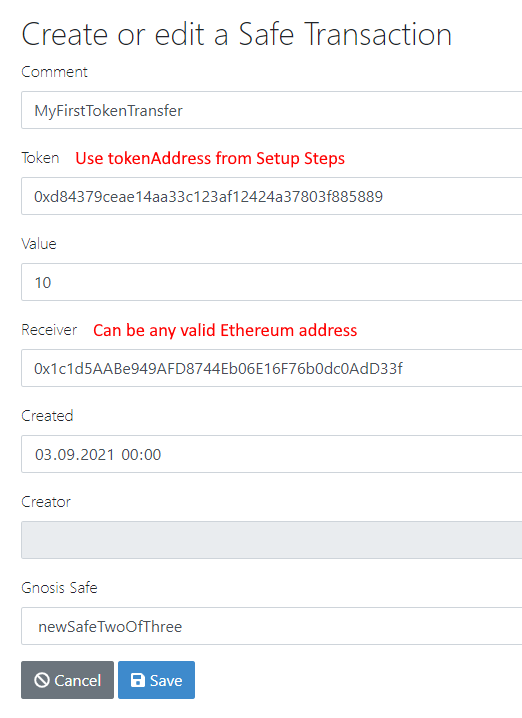 Create or edit a Safe Transaction
Comment
MyFirstTokenTransfer
Token Use tokenAddress from Setup Steps
0xd84379ceae14aa33c123af12424a37803f885889
Value
10
Receiver Can be any valid Ethereum address
0x1c1d5AABe949AFD8744Eb06E16F76b0dc0AdD33f
Created
03.09.2021 00:00
Creator
Gnosis Safe
newSafeTwoOfThree
Cancel Save